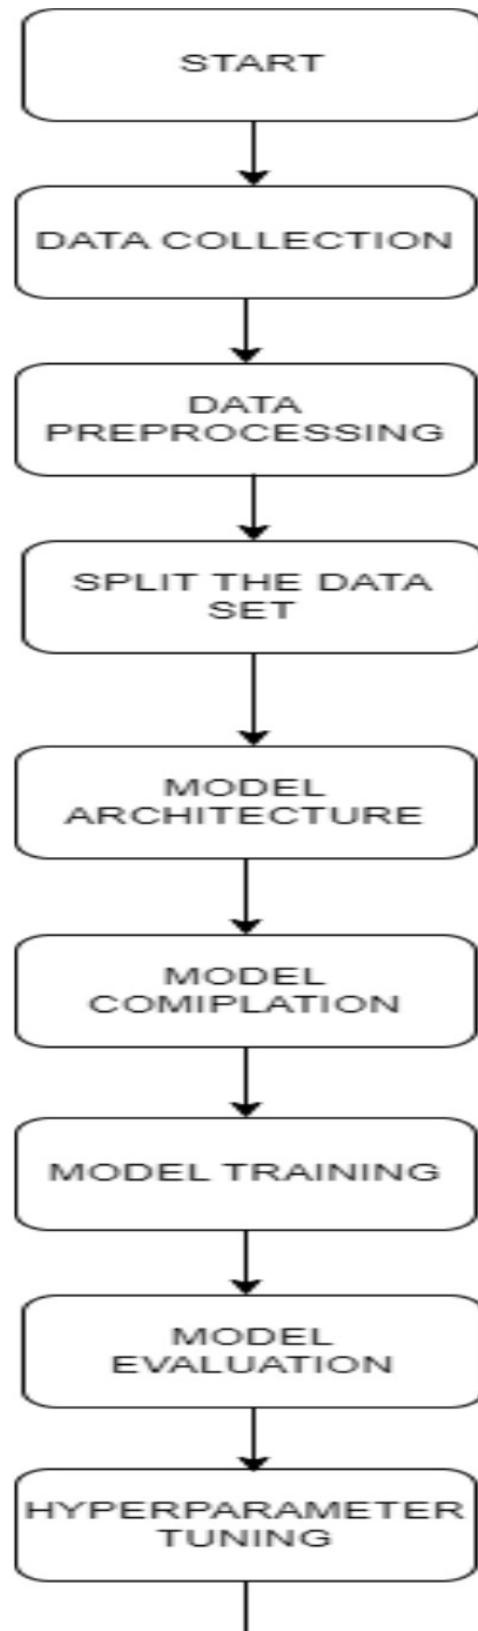 START
DATA COLLECTION
DATA
PREPROCESSING
SPLIT THE DATA
SET
MODEL
ARCHITECTURE
MODEL
COMIPLATION
MODEL TRAINING
MODEL
EVALUATION
HYPERPARAMETER
TUNING